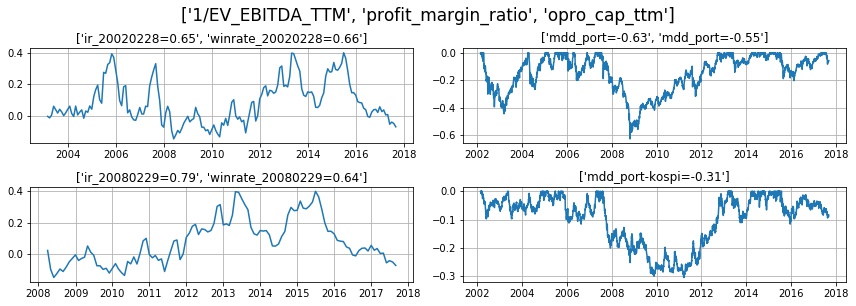 ['1/EV_EBITDA_TTM', 'profit_margin_ratio', 'opro_cap_ttm']
['ir_20020228=0.65', 'winrate_20020228=0.66']
0.4
0.2
0.0
2004 2006 2008 2010 2012 2014 2016 2018
['mdd_port=-0.63', 'mdd_port=-0.55']
0.0
−0.2
−0.4
−0.6
2002 2004 2006 2008 2010 2012 2014 2016 2018
['ir_20080229=0.79', 'winrate_20080229=0.64']
0.4
0.2
0.0
2008 2009 2010 2011 2012 2013 2014 2015 2016 2017 2018
['mdd_port-kospi=-0.31']
0.0
−0.1
−0.2
−0.3
2002 2004 2006 2008 2010 2012 2014 2016 2018